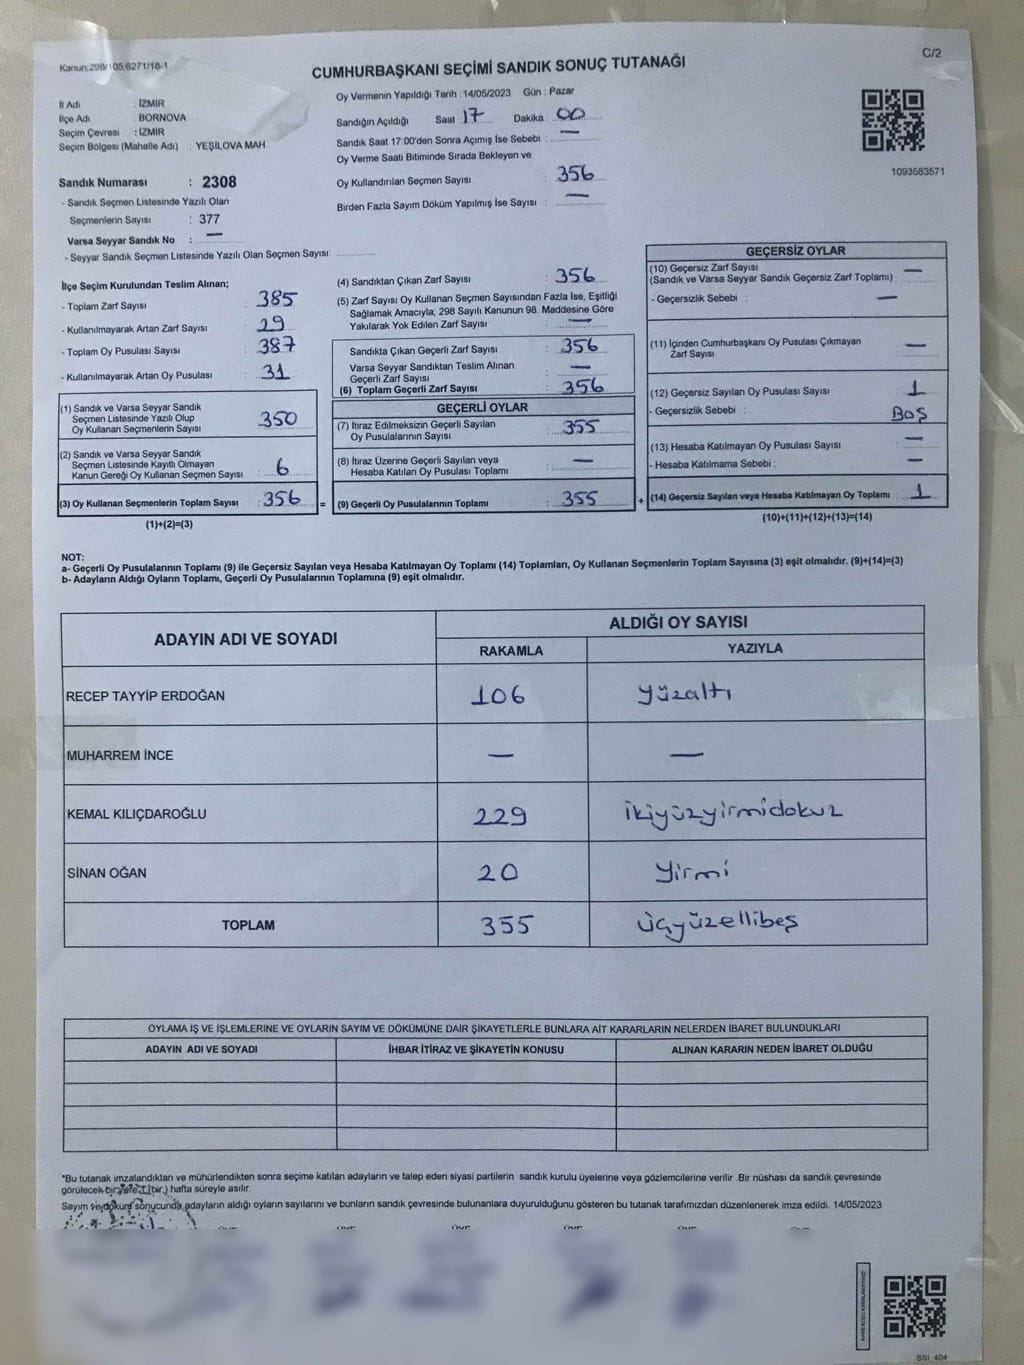 Kanun:298/105,6271/18-1
C/2
CUMHURBAŞKANI SEÇİMİ SANDIK SONUÇ TUTANAĞI
İl Adı : İZMİR
İlçe Adı : BORNOVA
Seçim Çevresi : İZMİR
Seçim Bölgesi (Mahalle Adı) : YEŞİLOVA MAH
Sandık Numarası : 2308
- Sandık Seçmen Listesinde Yazılı Olan
Seçmenlerin Sayısı : 377
Varsa Seyyar Sandık No : —
- Seyyar Sandık Seçmen Listesinde Yazılı Olan Seçmen Sayısı:
Oy Vermenin Yapıldığı Tarih : 14/05/2023 Gün : Pazar
Sandığın Açıldığı Saat 17 Dakika : 00
Sandık Saat 17:00'den Sonra Açımış İse Sebebi : —
Oy Verme Saati Bitiminde Sırada Bekleyen ve
Oy Kullandırılan Seçmen Sayısı : 356
Birden Fazla Sayım Döküm Yapılmış İse Sayısı : —
1093583571
İlçe Seçim Kurulundan Teslim Alınan;
- Toplam Zarf Sayısı : 385
- Kullanılmayarak Artan Zarf Sayısı : 29
- Toplam Oy Pusulası Sayısı : 387
- Kullanılmayarak Artan Oy Pusulası : 31
(1) Sandık ve Varsa Seyyar Sandık
Seçmen Listesinde Yazılı Olup
Oy Kullanan Seçmenlerin Sayısı : 350
(2) Sandık ve Varsa Seyyar Sandık
Seçmen Listesinde Kayıtlı Olmayan
Kanun Gereği Oy Kullanan Seçmen Sayısı : 6
(3) Oy Kullanan Seçmenlerin Toplam Sayısı : 356 =
(1)+(2)=(3)
(4) Sandıktan Çıkan Zarf Sayısı : 356
(5) Zarf Sayısı Oy Kullanan Seçmen Sayısından Fazla İse, Eşitliği
Sağlamak Amacıyla; 298 Sayılı Kanunun 98. Maddesine Göre
Yakılarak Yok Edilen Zarf Sayısı : —
Sandıkta Çıkan Geçerli Zarf Sayısı : 356
Varsa Seyyar Sandıktan Teslim Alınan
Geçerli Zarf Sayısı : —
(6) Toplam Geçerli Zarf Sayısı : 356
GEÇERLİ OYLAR
(7) İtiraz Edilmeksizin Geçerli Sayılan
Oy Pusulalarının Sayısı : 355
(8) İtiraz Üzerine Geçerli Sayılan veya
Hesaba Katılan Oy Pusulası Toplamı : —
(9) Geçerli Oy Pusulalarının Toplamı : 355 +
GEÇERSİZ OYLAR
(10) Geçersiz Zarf Sayısı : —
(Sandık ve Varsa Seyyar Sandık Geçersiz Zarf Toplamı)
- Geçersizlik Sebebi : —
(11) İçinden Cumhurbaşkanı Oy Pusulası Çıkmayan
Zarf Sayısı : —
(12) Geçersiz Sayılan Oy Pusulası Sayısı : 1
- Geçersizlik Sebebi : BOŞ
(13) Hesaba Katılmayan Oy Pusulası Sayısı : —
- Hesaba Katılmama Sebebi : —
(14) Geçersiz Sayılan veya Hesaba Katılmayan Oy Toplamı : 1
(10)+(11)+(12)+(13)=(14)
NOT:
a- Geçerli Oy Pusulalarının Toplamı (9) ile Geçersiz Sayılan veya Hesaba Katılmayan Oy Toplamı (14) Toplamları, Oy Kullanan Seçmenlerin Toplam Sayısına (3) eşit olmalıdır. (9)+(14)=(3)
b- Adayların Aldığı Oyların Toplamı, Geçerli Oy Pusulalarının Toplamına (9) eşit olmalıdır.
ADAYIN ADI VE SOYADI
ALDIĞI OY SAYISI
RAKAMLA YAZIYLA
RECEP TAYYİP ERDOĞAN 106 yüzaltı
MUHARREM İNCE — —
KEMAL KILIÇDAROĞLU 229 ikiyüzyirmidokuz
SİNAN OĞAN 20 yirmi
TOPLAM 355 üçyüzellibeş
OYLAMA İŞ VE İŞLEMLERİNE VE OYLARIN SAYIM VE DÖKÜMÜNE DAİR ŞİKAYETLERLE BUNLARA AİT KARARLARIN NELERDEN İBARET BULUNDUKLARI
ADAYIN ADI VE SOYADI İHBAR İTİRAZ VE ŞİKAYETİN KONUSU ALINAN KARARIN NEDEN İBARET OLDUĞU
*Bu tutanak imzalandıktan ve mühürlendikten sonra seçime katılan adayların ve talep eden siyasi partilerin sandık kurulu üyelerine veya gözlemcilerine verilir .Bir nüshası da sandık çevresinde
görülecek bir yere 1 (bir ) hafta süreyle asılır.
Sayım ve döküm sonucunda adayların aldığı oyların sayılarını ve bunların sandık çevresinde bulunanlara duyurulduğunu gösteren bu tutanak tarafımızdan düzenlenerek imza edildi. 14/05/2023
BSI_404